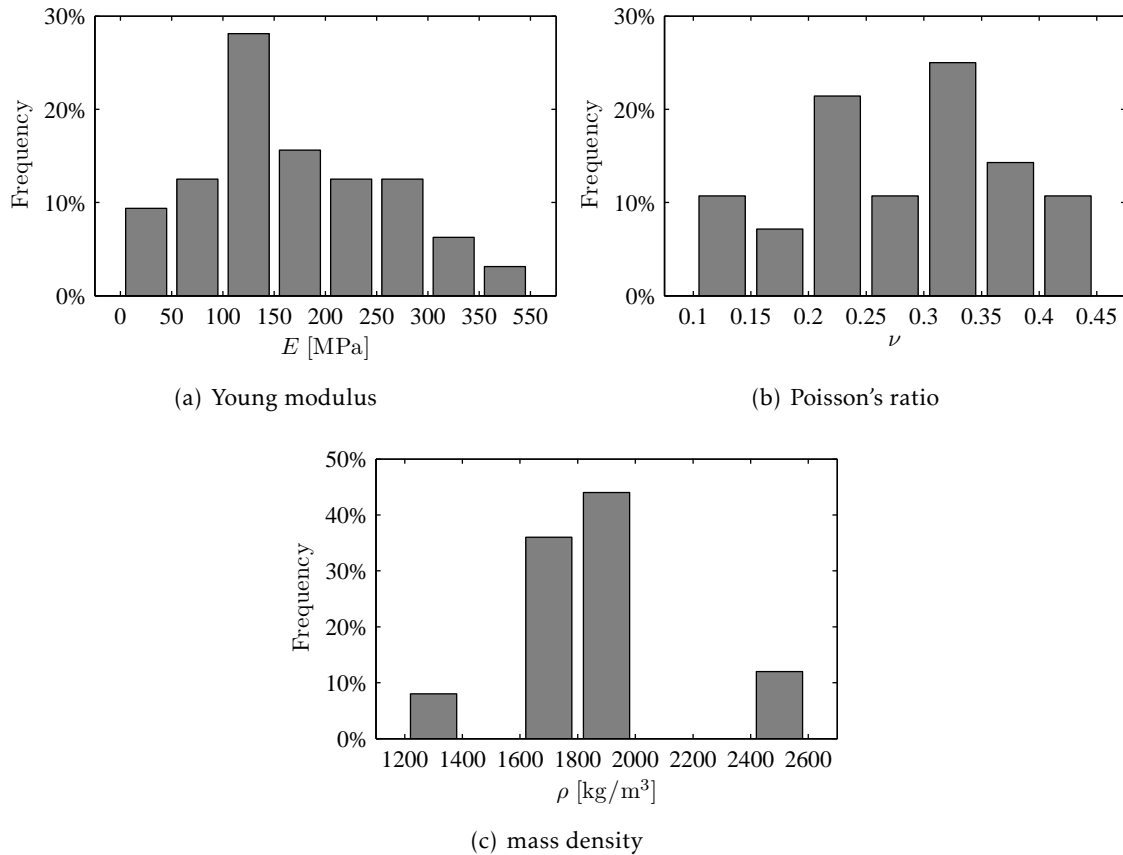 30%
20%
10%
0%
Frequency
0 50 100 150 200 250 300 350 550
E [MPa]
(a) Young modulus
30%
20%
10%
0%
Frequency
0.1 0.15 0.2 0.25 0.3 0.35 0.4 0.45
ν
(b) Poisson's ratio
50%
40%
30%
20%
10%
0%
Frequency
1200 1400 1600 1800 2000 2200 2400 2600
ρ [kg/m³]
(c) mass density